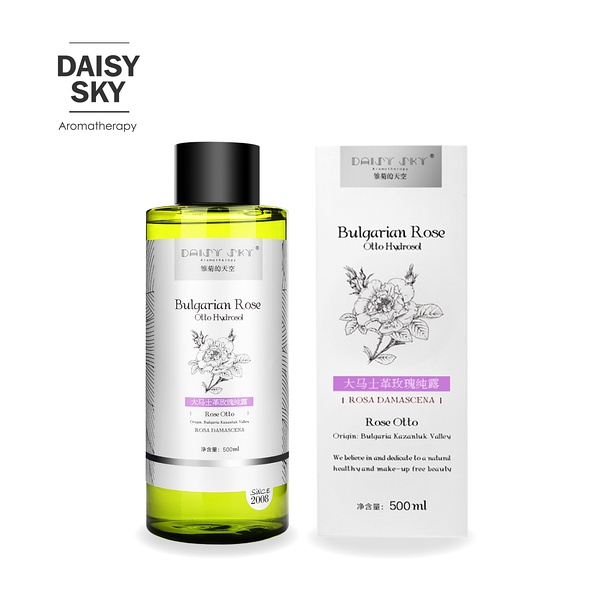 DAISY
SKY
Aromatherapy
DAISY SKY®
Aromatherapy
雏菊的天空
Bulgarian Rose
Otto Hydrosol
大马士革玫瑰纯露
Rose Otto
Origin: Bulgaria Kazanluk Valley
ROSA DAMASCENA
净含量: 500ml
SINCE
2008
DAISY SKY®
Aromatherapy
雏菊的天空
Bulgarian Rose
Otto Hydrosol
大马士革玫瑰纯露
ROSA DAMASCENA
Rose Otto
Origin: Bulgaria Kazanluk Valley
We believe in and dedicate to a natural
healthy and make-up free beauty
净含量: 500ml